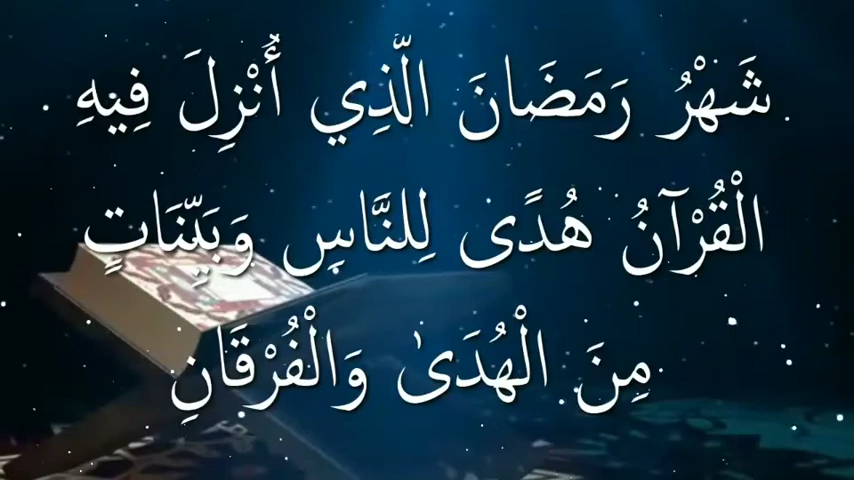 شَهْرُ رَمَضَانَ الَّذِي أُنْزِلَ فِيهِ
الْقُرْآنُ هُدًى لِلنَّاسِ وَبَيِّنَاتٍ
مِنَ الْهُدَىٰ وَالْفُرْقَانِ